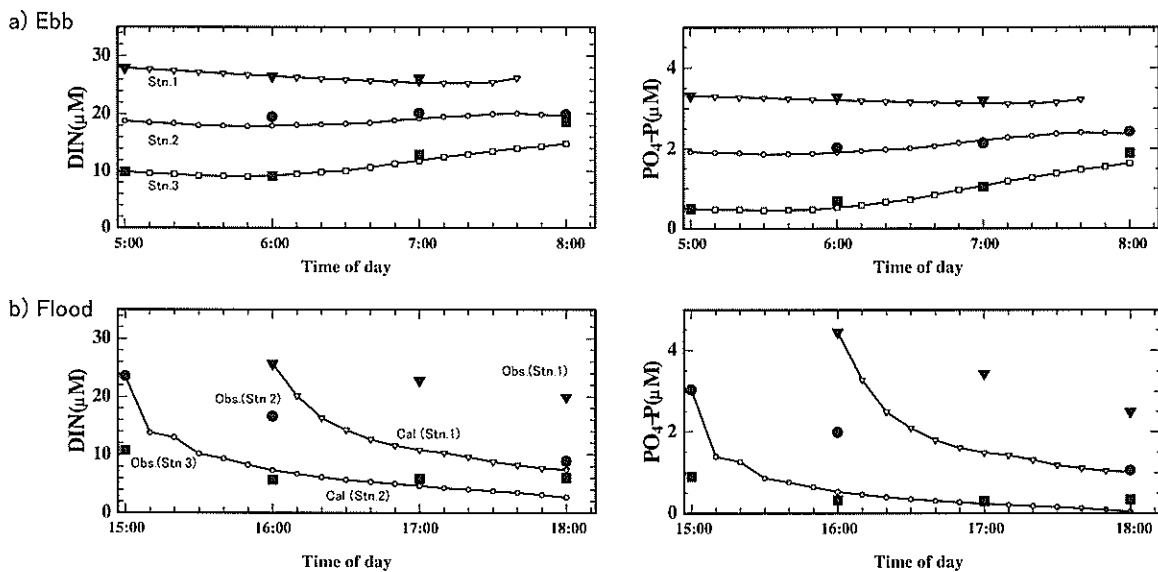 a) Ebb
DIN(μM)
30
20
10
0
Stn.1
Stn.2
Stn.3
5:00 6:00 7:00 8:00
Time of day
PO4-P(μM)
4
2
0
5:00 6:00 7:00 8:00
Time of day
b) Flood
DIN(μM)
30
20
10
0
Obs.(Stn.1)
Obs.(Stn.2)
Cal (Stn.1)
Obs.(Stn.3)
Cal (Stn.2)
15:00 16:00 17:00 18:00
Time of day
PO4-P(μM)
4
2
0
15:00 16:00 17:00 18:00
Time of day